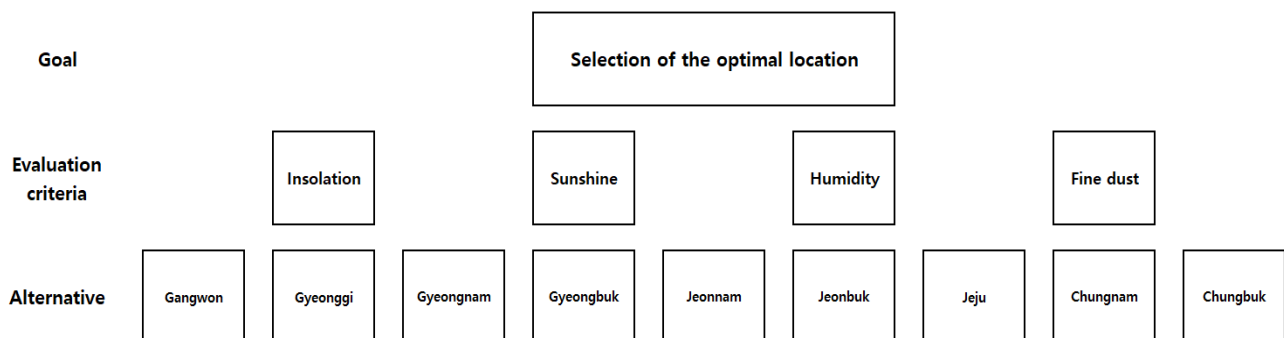 Goal
Selection of the optimal location
Evaluation
criteria
Insolation
Sunshine
Humidity
Fine dust
Alternative
Gangwon
Gyeonggi
Gyeongnam
Gyeongbuk
Jeonnam
Jeonbuk
Jeju
Chungnam
Chungbuk